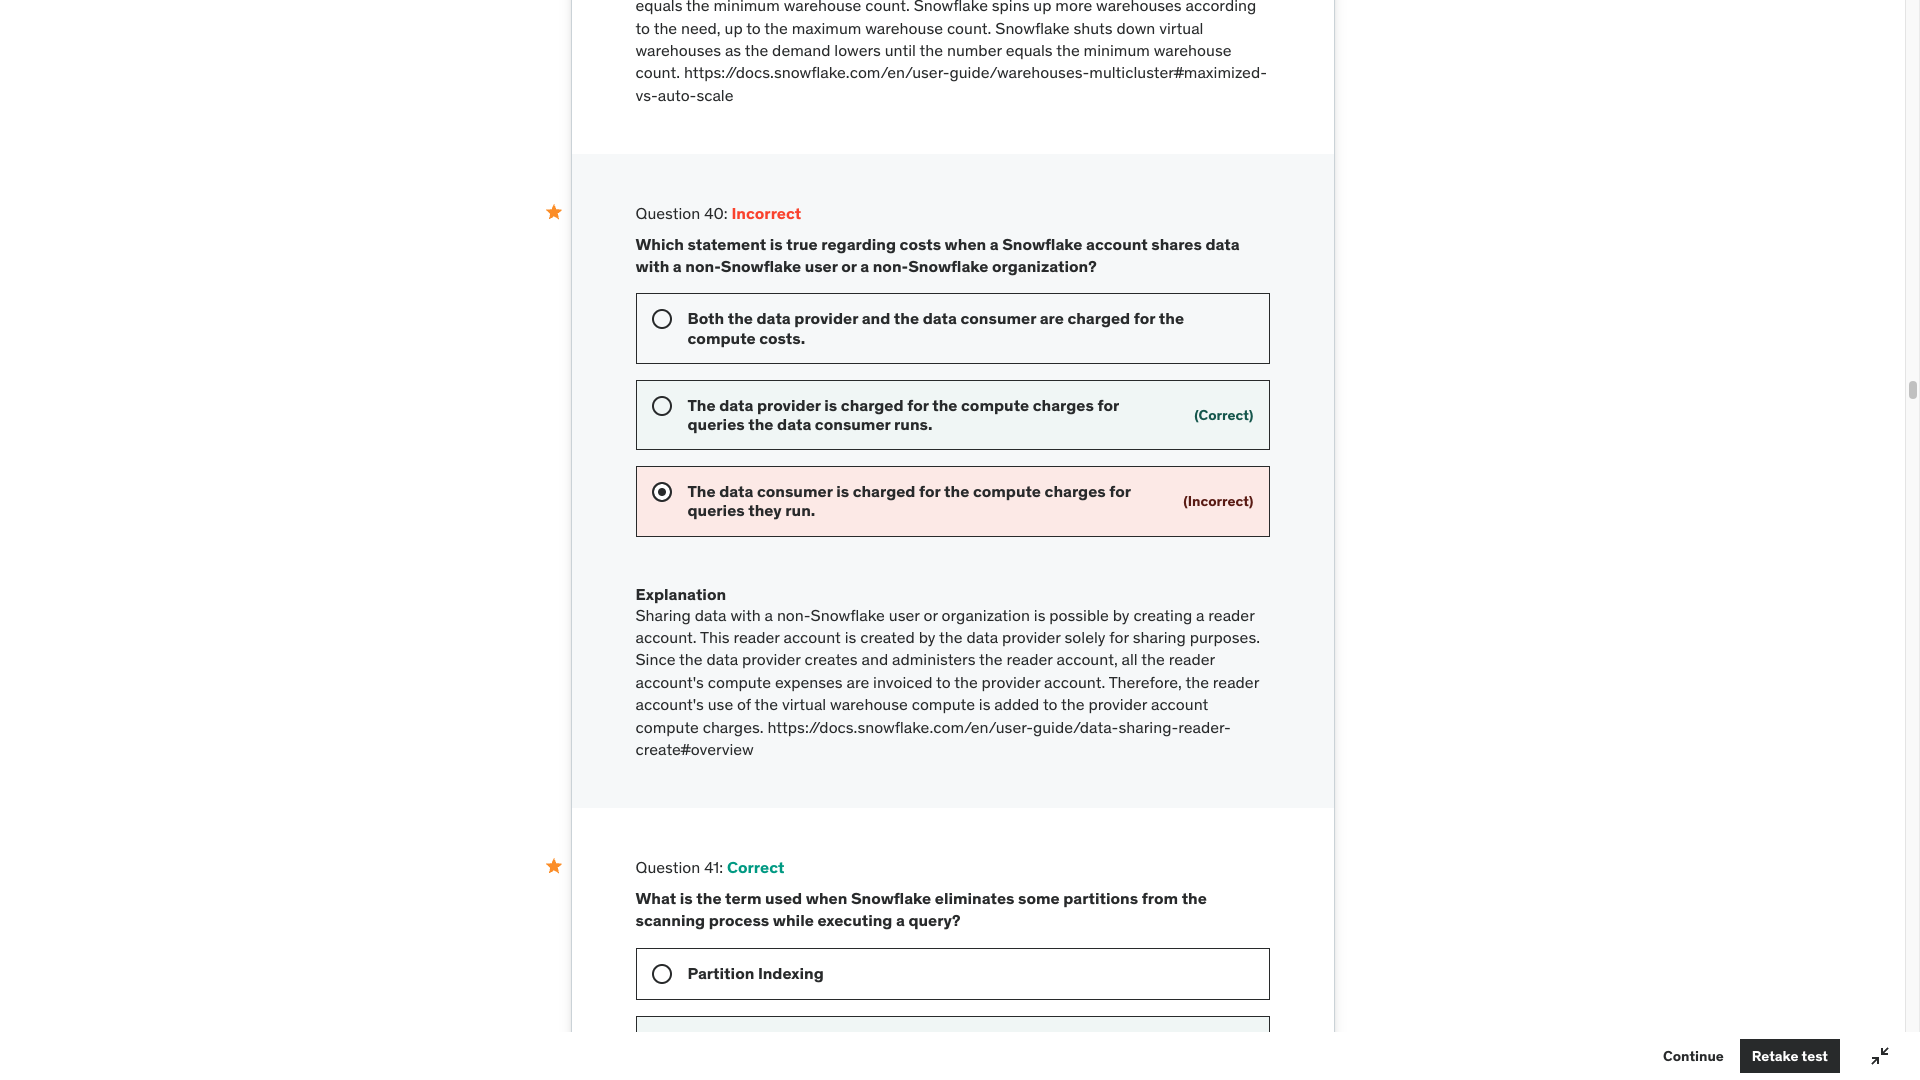 equals the minimum warehouse count. Snowflake spins up more warehouses according
to the need, up to the maximum warehouse count. Snowflake shuts down virtual
warehouses as the demand lowers until the number equals the minimum warehouse
count. https://docs.snowflake.com/en/user-guide/warehouses-multicluster#maximized-
vs-auto-scale
Question 40: Incorrect
Which statement is true regarding costs when a Snowflake account shares data
with a non-Snowflake user or a non-Snowflake organization?
Both the data provider and the data consumer are charged for the
compute costs.
The data provider is charged for the compute charges for
queries the data consumer runs.
(Correct)
The data consumer is charged for the compute charges for
queries they run.
(Incorrect)
Explanation
Sharing data with a non-Snowflake user or organization is possible by creating a reader
account. This reader account is created by the data provider solely for sharing purposes.
Since the data provider creates and administers the reader account, all the reader
account's compute expenses are invoiced to the provider account. Therefore, the reader
account's use of the virtual warehouse compute is added to the provider account
compute charges. https://docs.snowflake.com/en/user-guide/data-sharing-reader-
create#overview
Question 41: Correct
What is the term used when Snowflake eliminates some partitions from the
scanning process while executing a query?
Partition Indexing
Continue
Retake test